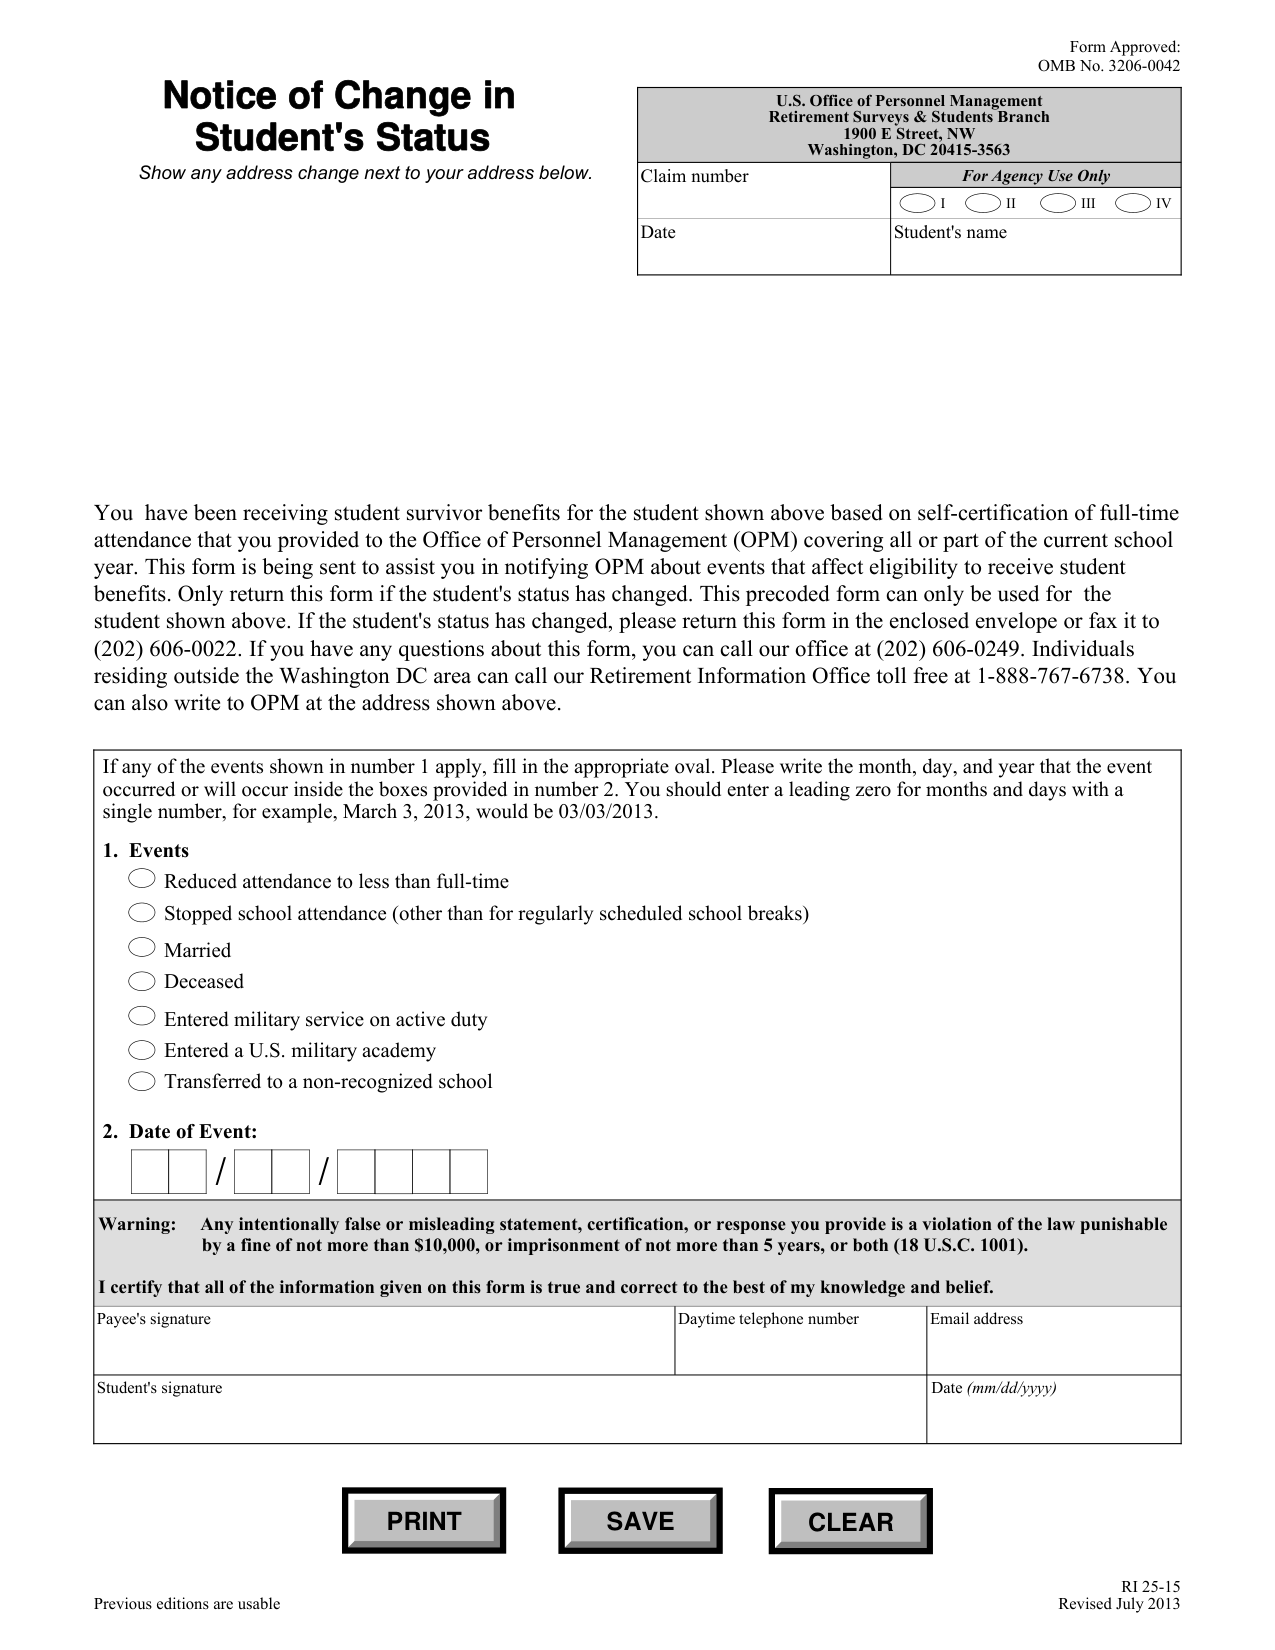 Form Approved:
OMB No. 3206-0042
Notice of Change in
Student's Status
Show any address change next to your address below.
U.S. Office of Personnel Management
Retirement Surveys & Students Branch
1900 E Street, NW
Washington, DC 20415-3563
Claim number
For Agency Use Only
I II III IV
Date
Student's name
You  have been receiving student survivor benefits for the student shown above based on self-certification of full-time
attendance that you provided to the Office of Personnel Management (OPM) covering all or part of the current school
year. This form is being sent to assist you in notifying OPM about events that affect eligibility to receive student
benefits. Only return this form if the student's status has changed. This precoded form can only be used for  the
student shown above. If the student's status has changed, please return this form in the enclosed envelope or fax it to
(202) 606-0022. If you have any questions about this form, you can call our office at (202) 606-0249. Individuals
residing outside the Washington DC area can call our Retirement Information Office toll free at 1-888-767-6738. You
can also write to OPM at the address shown above.
If any of the events shown in number 1 apply, fill in the appropriate oval. Please write the month, day, and year that the event
occurred or will occur inside the boxes provided in number 2. You should enter a leading zero for months and days with a
single number, for example, March 3, 2013, would be 03/03/2013.
1. Events
Reduced attendance to less than full-time
Stopped school attendance (other than for regularly scheduled school breaks)
Married
Deceased
Entered military service on active duty
Entered a U.S. military academy
Transferred to a non-recognized school
2. Date of Event:
/ /
Warning: Any intentionally false or misleading statement, certification, or response you provide is a violation of the law punishable
by a fine of not more than $10,000, or imprisonment of not more than 5 years, or both (18 U.S.C. 1001).
I certify that all of the information given on this form is true and correct to the best of my knowledge and belief.
Payee's signature
Daytime telephone number
Email address
Student's signature
Date (mm/dd/yyyy)
PRINT
SAVE
CLEAR
Previous editions are usable
RI 25-15
Revised July 2013